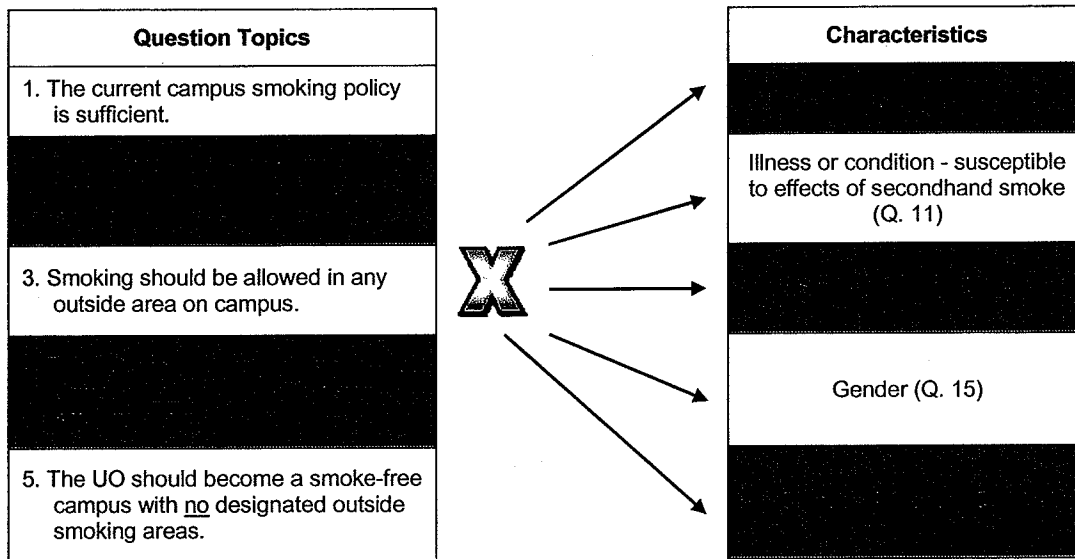 Question Topics
1. The current campus smoking policy
is sufficient.
3. Smoking should be allowed in any
outside area on campus.
5. The UO should become a smoke-free
campus with no designated outside
smoking areas.
X
Characteristics
Illness or condition - susceptible
to effects of secondhand smoke
(Q. 11)
Gender (Q. 15)